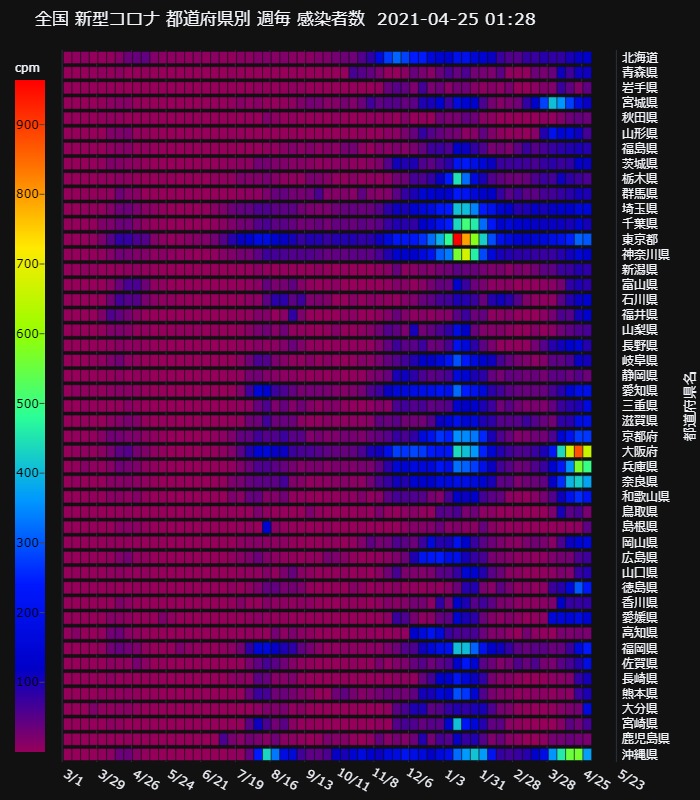 全国 新型コロナ 都道府県別 週毎 感染者数 2021-04-25 01:28
cpm
900
800
700
600
500
400
300
200
100
北海道
青森県
岩手県
宮城県
秋田県
山形県
福島県
茨城県
栃木県
群馬県
埼玉県
千葉県
東京都
神奈川県
新潟県
富山県
石川県
福井県
山梨県
長野県
岐阜県
静岡県
愛知県
三重県
滋賀県
京都府
大阪府
兵庫県
奈良県
和歌山県
鳥取県
島根県
岡山県
広島県
山口県
徳島県
香川県
愛媛県
高知県
福岡県
佐賀県
長崎県
熊本県
大分県
宮崎県
鹿児島県
沖縄県
都道府県名
3/1 3/29 4/26 5/24 6/21 7/19 8/16 9/13 10/11 11/8 12/6 1/3 1/31 2/28 3/28 4/25 5/23